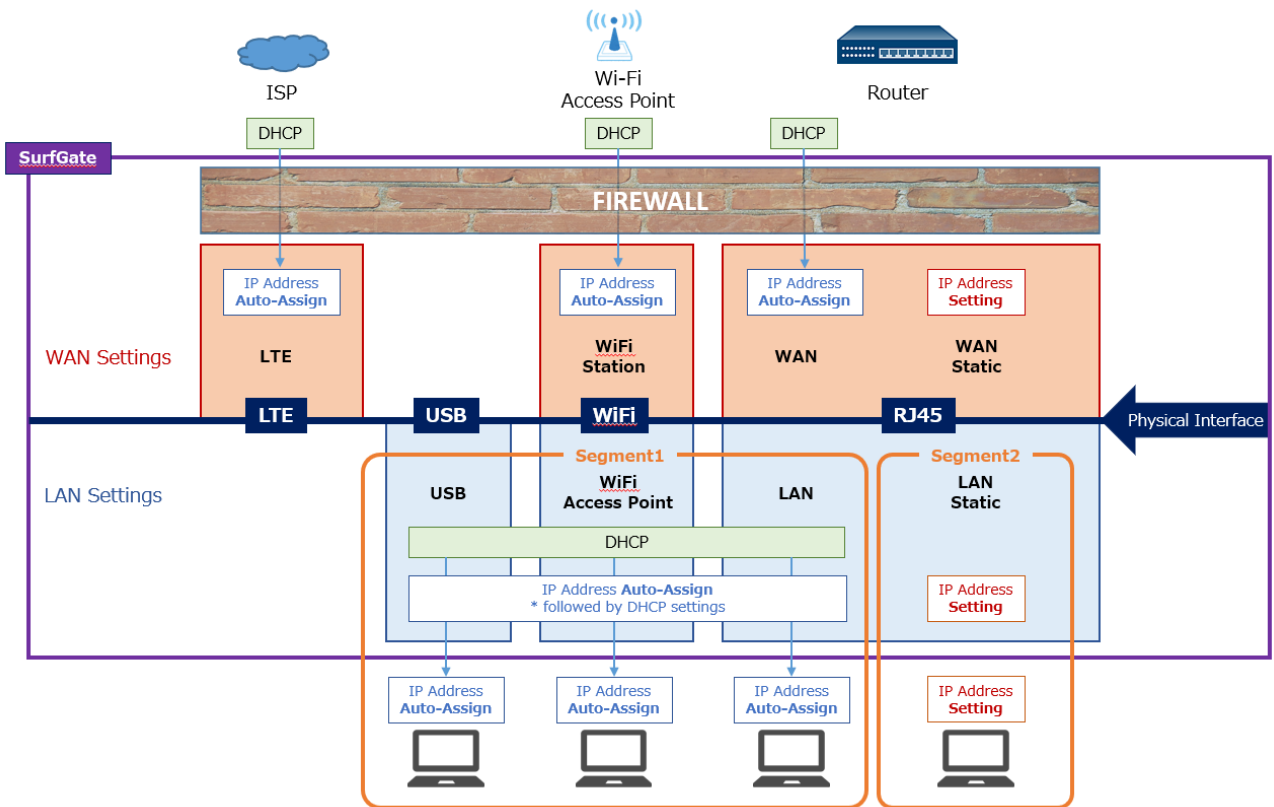 ISP
Wi-Fi
Access Point
Router
DHCP
DHCP
DHCP
SurfGate
FIREWALL
IP Address
Auto-Assign
IP Address
Auto-Assign
IP Address
Auto-Assign
IP Address
Setting
WAN Settings
LTE
WiFi
Station
WAN
WAN
Static
LTE
USB
WiFi
RJ45
Physical Interface
Segment1
Segment2
LAN Settings
USB
WiFi
Access Point
LAN
LAN
Static
DHCP
IP Address Auto-Assign
* followed by DHCP settings
IP Address
Setting
IP Address
Auto-Assign
IP Address
Auto-Assign
IP Address
Auto-Assign
IP Address
Setting